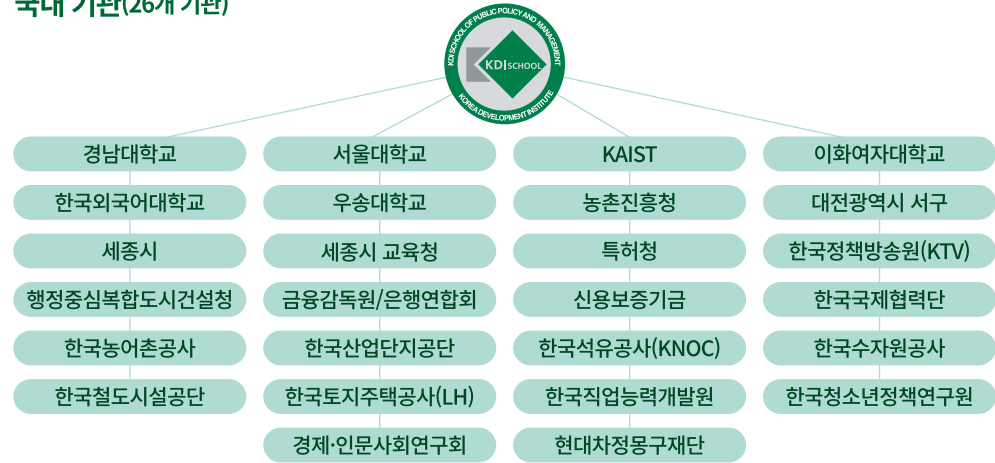 국내 기관(26개 기관)
KDI SCHOOL OF PUBLIC POLICY AND MANAGEMENT
KDI SCHOOL
KOREA DEVELOPMENT INSTITUTE
경남대학교 서울대학교 KAIST 이화여자대학교
한국외국어대학교 우송대학교 농촌진흥청 대전광역시 서구
세종시 세종시 교육청 특허청 한국정책방송원(KTV)
행정중심복합도시건설청 금융감독원/은행연합회 신용보증기금 한국국제협력단
한국농어촌공사 한국산업단지공단 한국석유공사(KNOC) 한국수자원공사
한국철도시설공단 한국토지주택공사(LH) 한국직업능력개발원 한국청소년정책연구원
경제·인문사회연구회 현대차정몽구재단